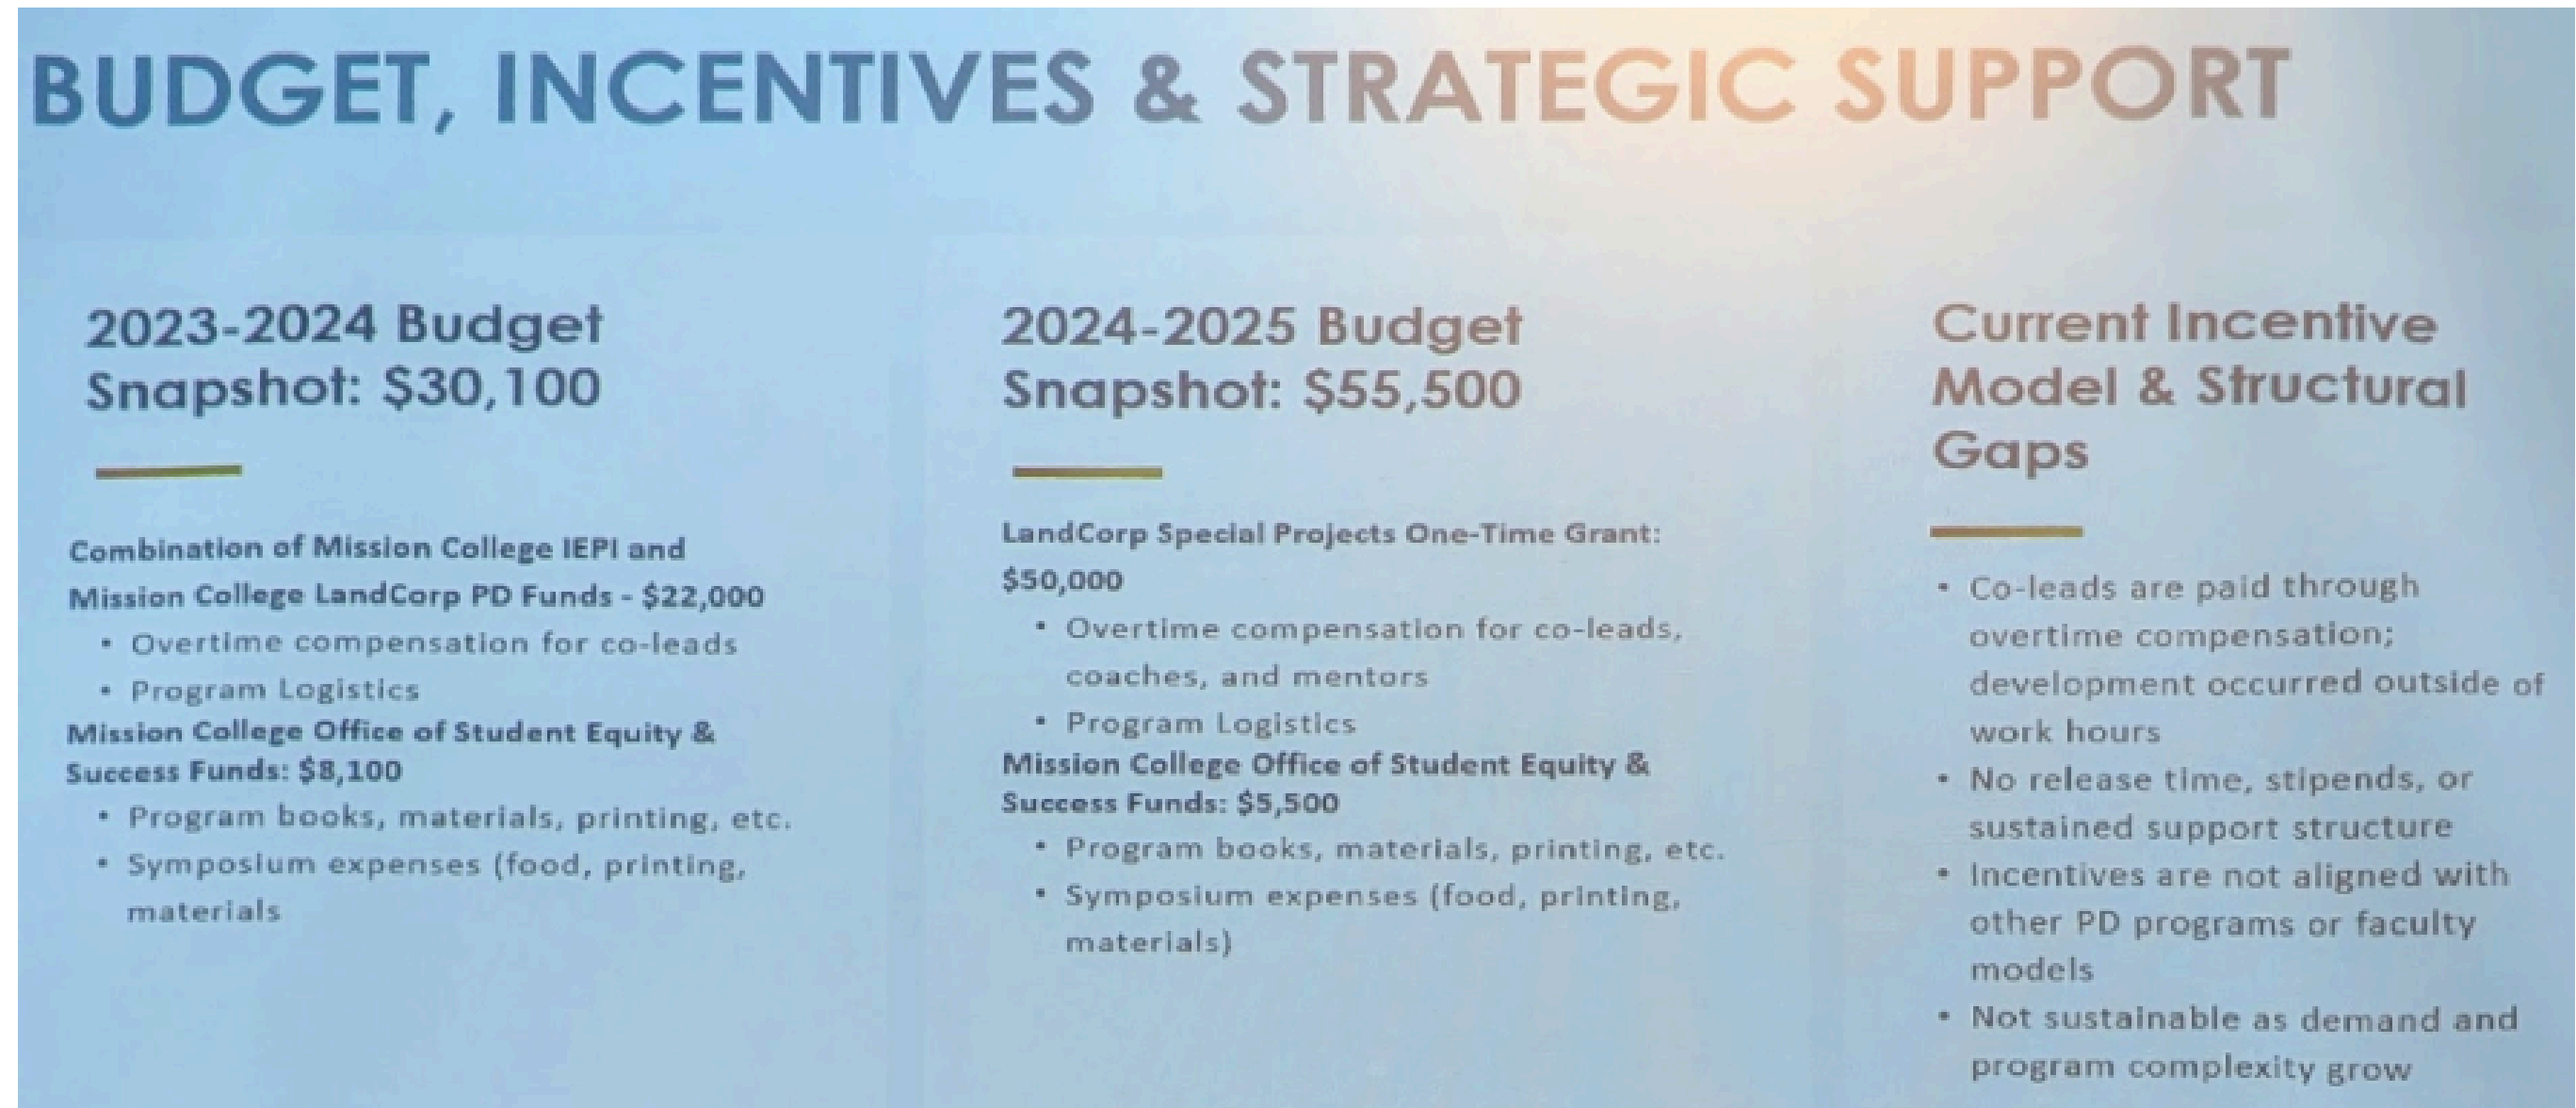 BUDGET, INCENTIVES & STRATEGIC SUPPORT
2023-2024 Budget
Snapshot: $30,100
Combination of Mission College IEPI and
Mission College LandCorp PD Funds - $22,000
• Overtime compensation for co-leads
• Program Logistics
Mission College Office of Student Equity &
Success Funds: $8,100
• Program books, materials, printing, etc.
• Symposium expenses (food, printing,
materials
2024-2025 Budget
Snapshot: $55,500
LandCorp Special Projects One-Time Grant:
$50,000
• Overtime compensation for co-leads,
coaches, and mentors
• Program Logistics
Mission College Office of Student Equity &
Success Funds: $5,500
• Program books, materials, printing, etc.
• Symposium expenses (food, printing,
materials)
Current Incentive
Model & Structural
Gaps
• Co-leads are paid through
overtime compensation;
development occurred outside of
work hours
• No release time, stipends, or
sustained support structure
• Incentives are not aligned with
other PD programs or faculty
models
• Not sustainable as demand and
program complexity grow